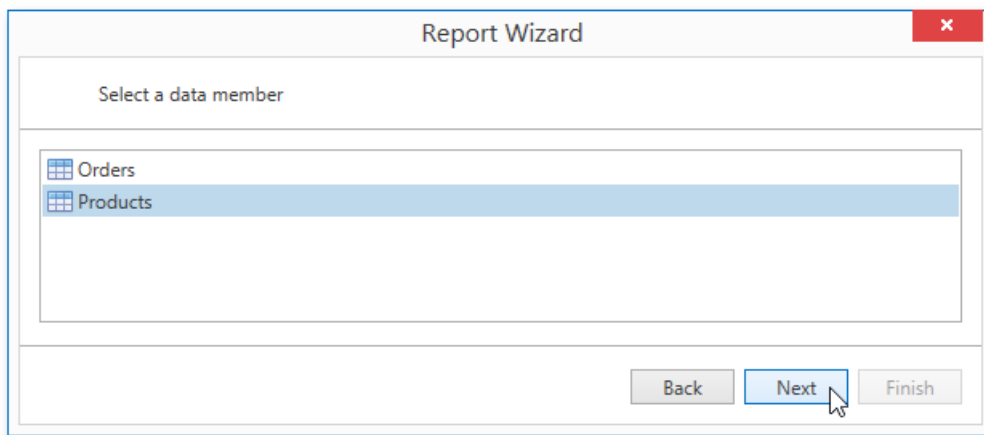 Report Wizard
Select a data member
Orders
Products
Back Next Finish